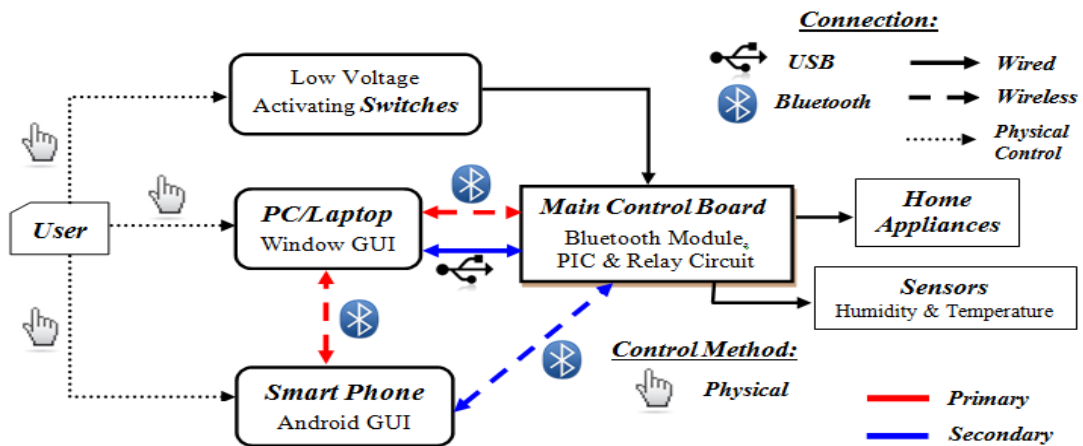 Connection:
USB
Bluetooth
Wired
Wireless
Physical
Control
Low Voltage
Activating Switches
User
PC/Laptop
Window GUI
Main Control Board
Bluetooth Module,
PIC & Relay Circuit
Home
Appliances
Sensors
Humidity & Temperature
Smart Phone
Android GUI
Control Method:
Physical
Primary
Secondary